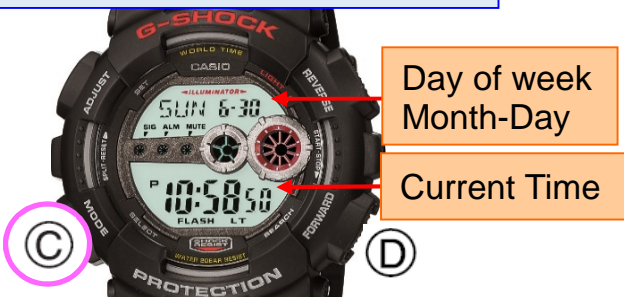 G-SHOCK
WORLD TIME
CASIO
ADJUST
SET
LIGHT
REVERSE
ILLUMINATOR
SUN 6-30
SIG ALM MUTE
SPLIT-RESET
START-STOP
P 10:58 50
FLASH LT
MODE
SELECT
SEARCH
FORWARD
SHOCK
RESIST
WATER 20BAR RESIST
PROTECTION
Day of week
Month-Day
Current Time
C
D